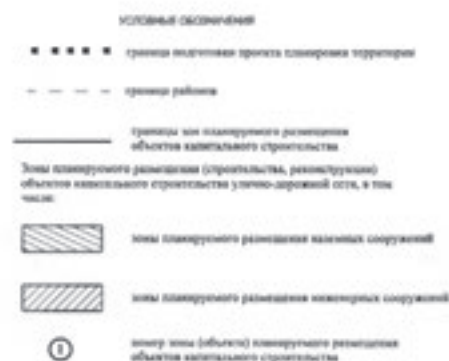 УСЛОВНЫЕ ОБОЗНАЧЕНИЯ
граница подготовки проекта планировки территории
граница районов
границы зон планируемого размещения
объектов капитального строительства
Зоны планируемого размещения (строительства, реконструкции)
объектов капитального строительства улично-дорожной сети, в том
числе:
зоны планируемого размещения наземных сооружений
зоны планируемого размещения инженерных сооружений
номер зоны (объекта) планируемого размещения
объектов капитального строительства